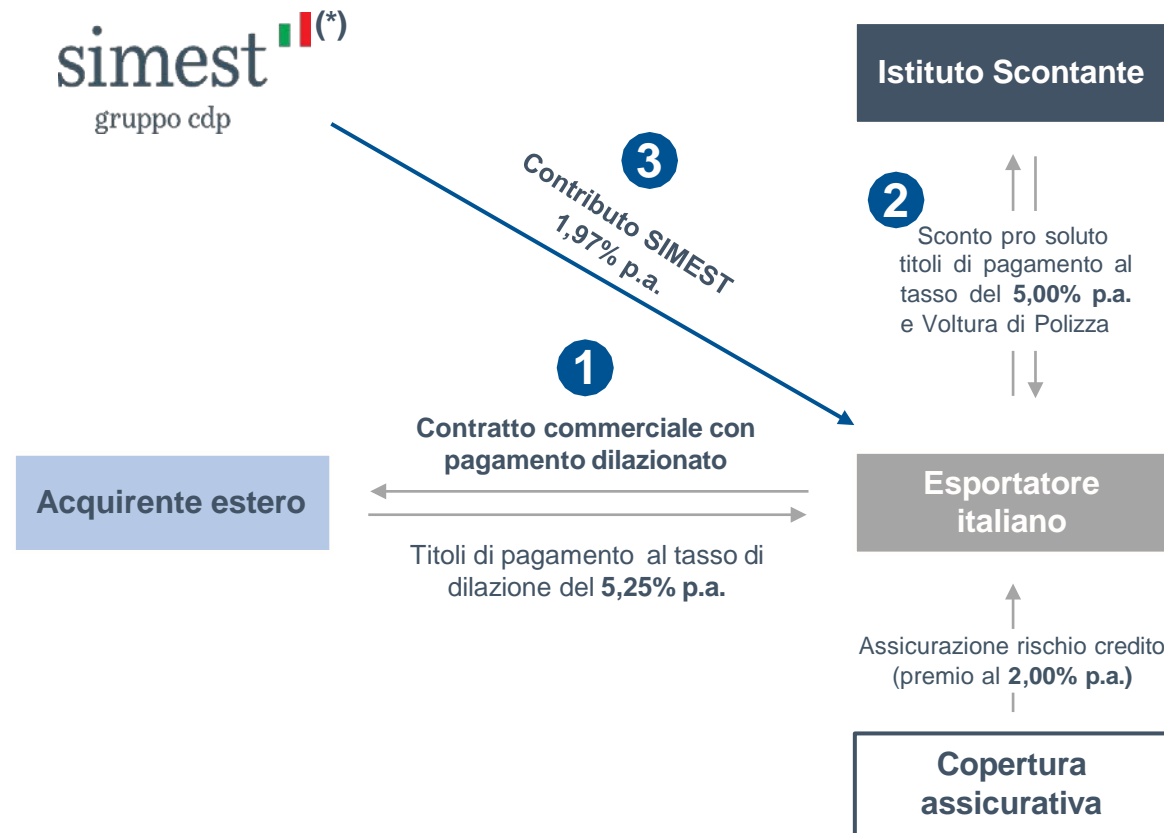 simest (*)
gruppo cdp
Istituto Scontante
3
Contributo SIMEST
1,97% p.a.
2
Sconto pro soluto
titoli di pagamento al
tasso del 5,00% p.a.
e Voltura di Polizza
1
Contratto commerciale con
pagamento dilazionato
Acquirente estero
Esportatore
italiano
Titoli di pagamento al tasso di
dilazione del 5,25% p.a.
Assicurazione rischio credito
(premio al 2,00% p.a.)
Copertura
assicurativa